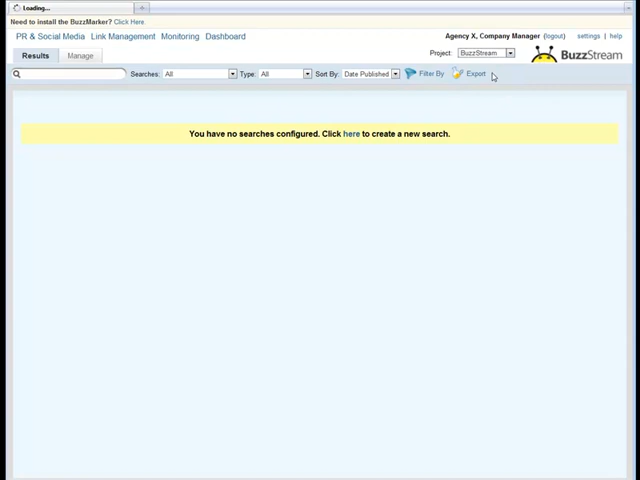 Loading...
Need to install the BuzzMarker? Click Here
PR & Social Media Link Management Monitoring Dashboard
Agency X, Company Manager (logout) settings | help
Results Manage
Project: BuzzStream
BuzzStream
Searches: All Type: All Sort By: Date Published Filter By Export
You have no searches configured. Click here to create a new search.